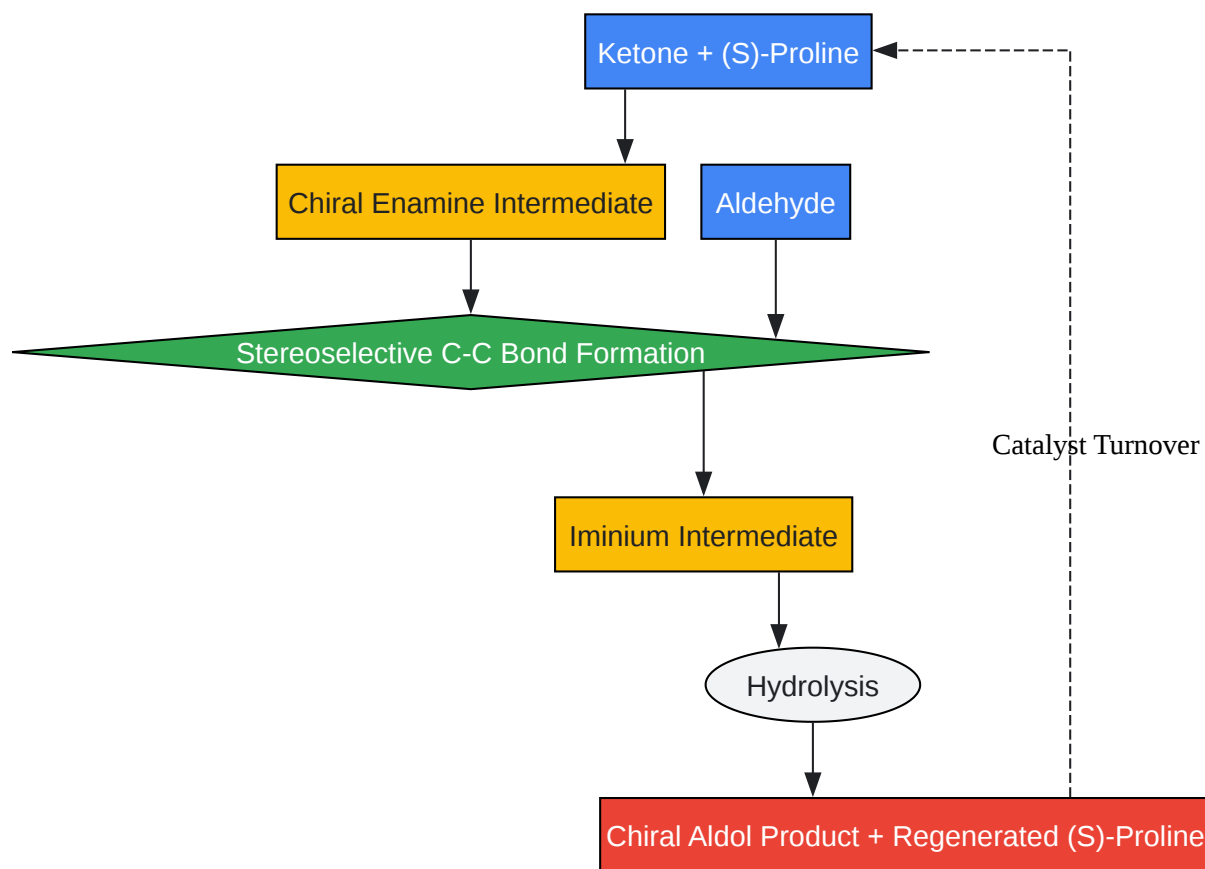 Ketone + (S)-Proline
Chiral Enamine Intermediate
Aldehyde
Stereoselective C-C Bond Formation
Catalyst Turnover
Iminium Intermediate
Hydrolysis
Chiral Aldol Product + Regenerated (S)-Proline